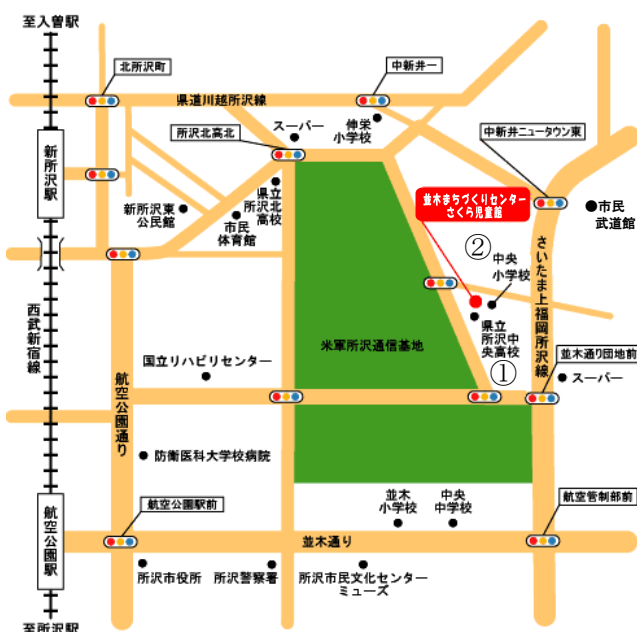 至入曽駅
北所沢町
中新井一
県道川越所沢線
スーパー
伸栄
小学校
所沢北高北
中新井ニュータウン東
新所沢駅
県立
所沢北
高校
並木まちづくりセンター
さくら児童館
新所沢東
公民館
市民
体育館
市民
武道館
②
中央
小学校
さいたま上福岡所沢線
西武新宿線
米軍所沢通信基地
県立
所沢中
央高校
①
国立リハビリセンター
並木通り団地前
スーパー
航空公園通り
防衛医科大学校病院
航空公園駅前
並木
小学校
中央
中学校
航空管制部前
航空公園駅
並木通り
所沢市役所
所沢警察署
所沢市民文化センター
ミューズ
至所沢駅